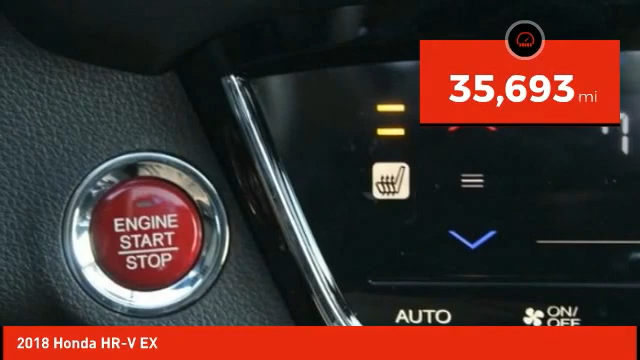 35,693 mi
ENGINE
START
STOP
AUTO
ON/
OFF
2018 Honda HR-V EX